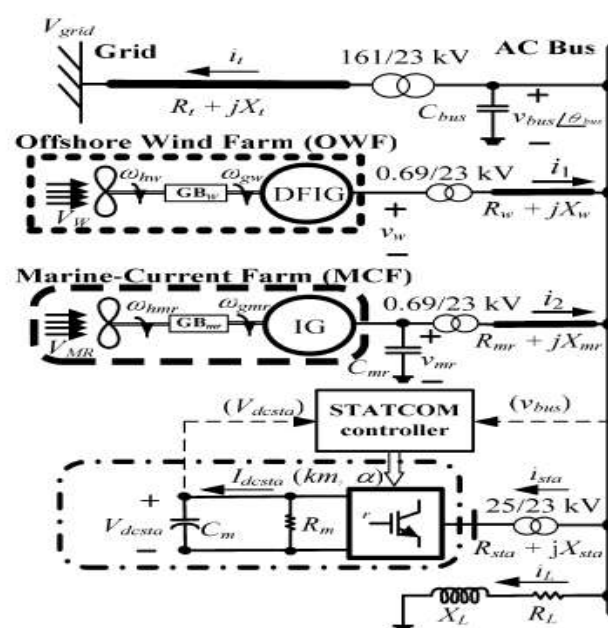 V_grid
Grid
i_t
161/23 kV
AC Bus
R_t + jX_t
C_bus
+
v_bus∠θ_bus
−
Offshore Wind Farm (OWF)
V_W
ω_hw
GB_w
ω_gw
DFIG
0.69/23 kV
i_1
+
v_w
−
R_w + jX_w
Marine-Current Farm (MCF)
V_MR
ω_hmr
GB_mr
ω_gmr
IG
0.69/23 kV
i_2
C_mr
+
v_mr
−
R_mr + jX_mr
(V_dcsta)
STATCOM
controller
(v_bus)
I_dcsta (km, α)
i_sta
25/23 kV
+
V_dcsta
−
C_m
R_m
r
R_sta + jX_sta
i_L
X_L
R_L